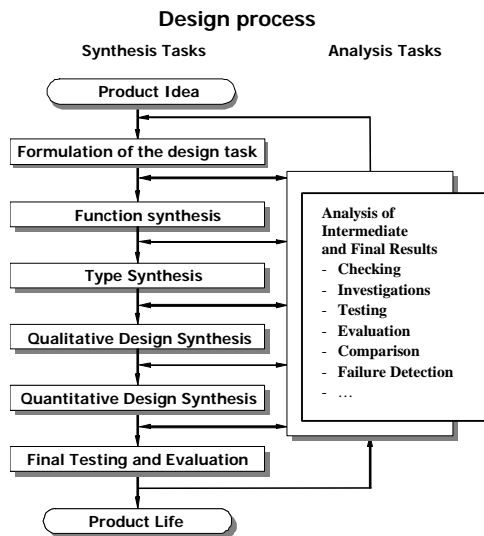 Design process
Synthesis Tasks
Analysis Tasks
Product Idea
Formulation of the design task
Function synthesis
Type Synthesis
Qualitative Design Synthesis
Quantitative Design Synthesis
Final Testing and Evaluation
Product Life
Analysis of
Intermediate
and Final Results
- Checking
- Investigations
- Testing
- Evaluation
- Comparison
- Failure Detection
- …